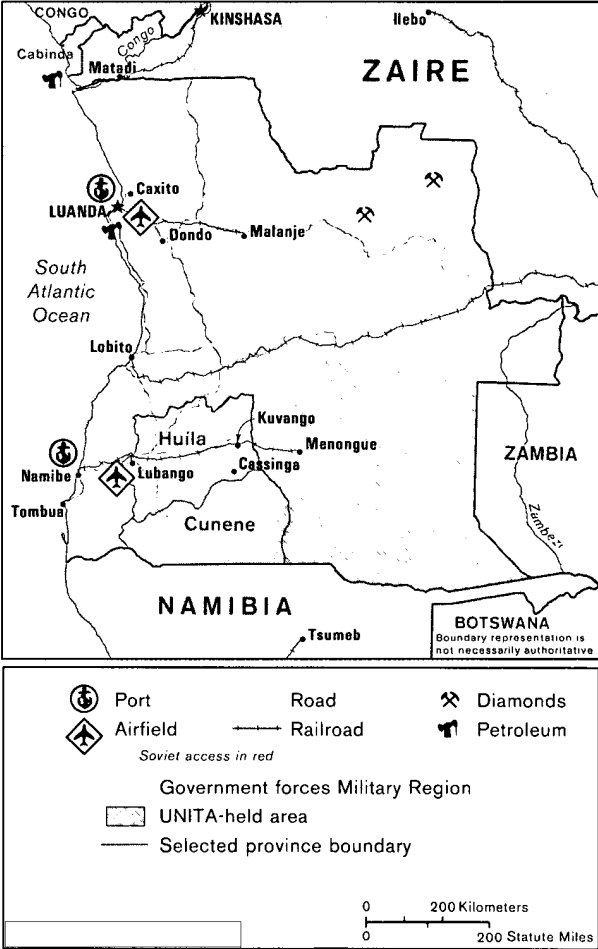 CONGO
KINSHASA
Ilebo
Congo
Cabinda
Matadi
ZAIRE
Caxito
LUANDA
Dondo
Malanje
South
Atlantic
Ocean
Lobito
Kuvango
Huíla
Menongue
ZAMBIA
Namibe
Lubango
Cassinga
Tombua
Cunene
Zambezi
NAMIBIA
BOTSWANA
Tsumeb
Boundary representation is
not necessarily authoritative
Port
Road
Diamonds
Airfield
Railroad
Petroleum
Soviet access in red
Government forces Military Region
UNITA-held area
Selected province boundary
0 200 Kilometers
0 200 Statute Miles